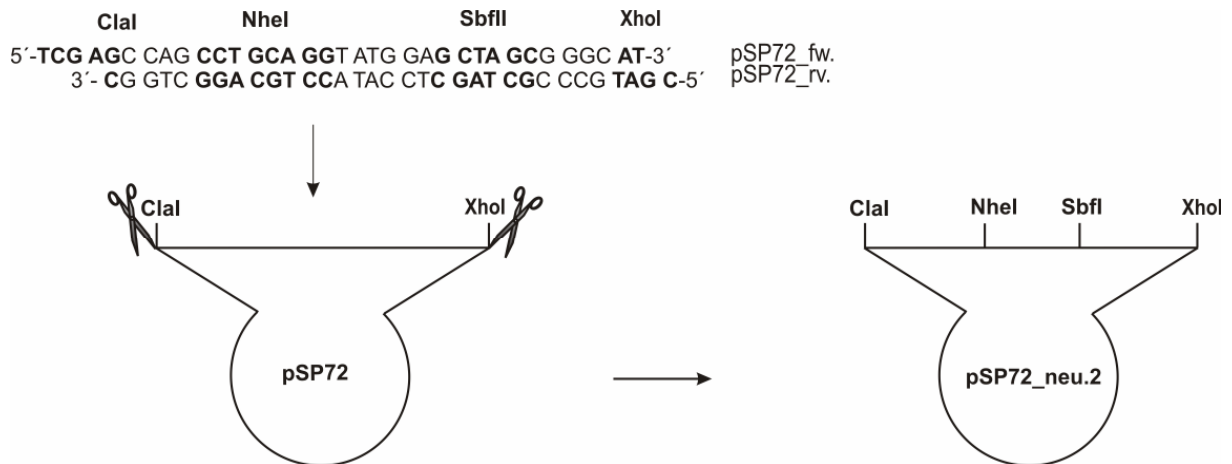 ClaI NheI SbfII XhoI
5´-TCG AGC CAG CCT GCA GGT ATG GAG CTA GCG GGC AT-3´ pSP72_fw.
3´- CG GTC GGA CGT CCA TAC CTC GAT CGC CCG TAG C-5´ pSP72_rv.
ClaI XhoI
pSP72
ClaI NheI SbfI XhoI
pSP72_neu.2